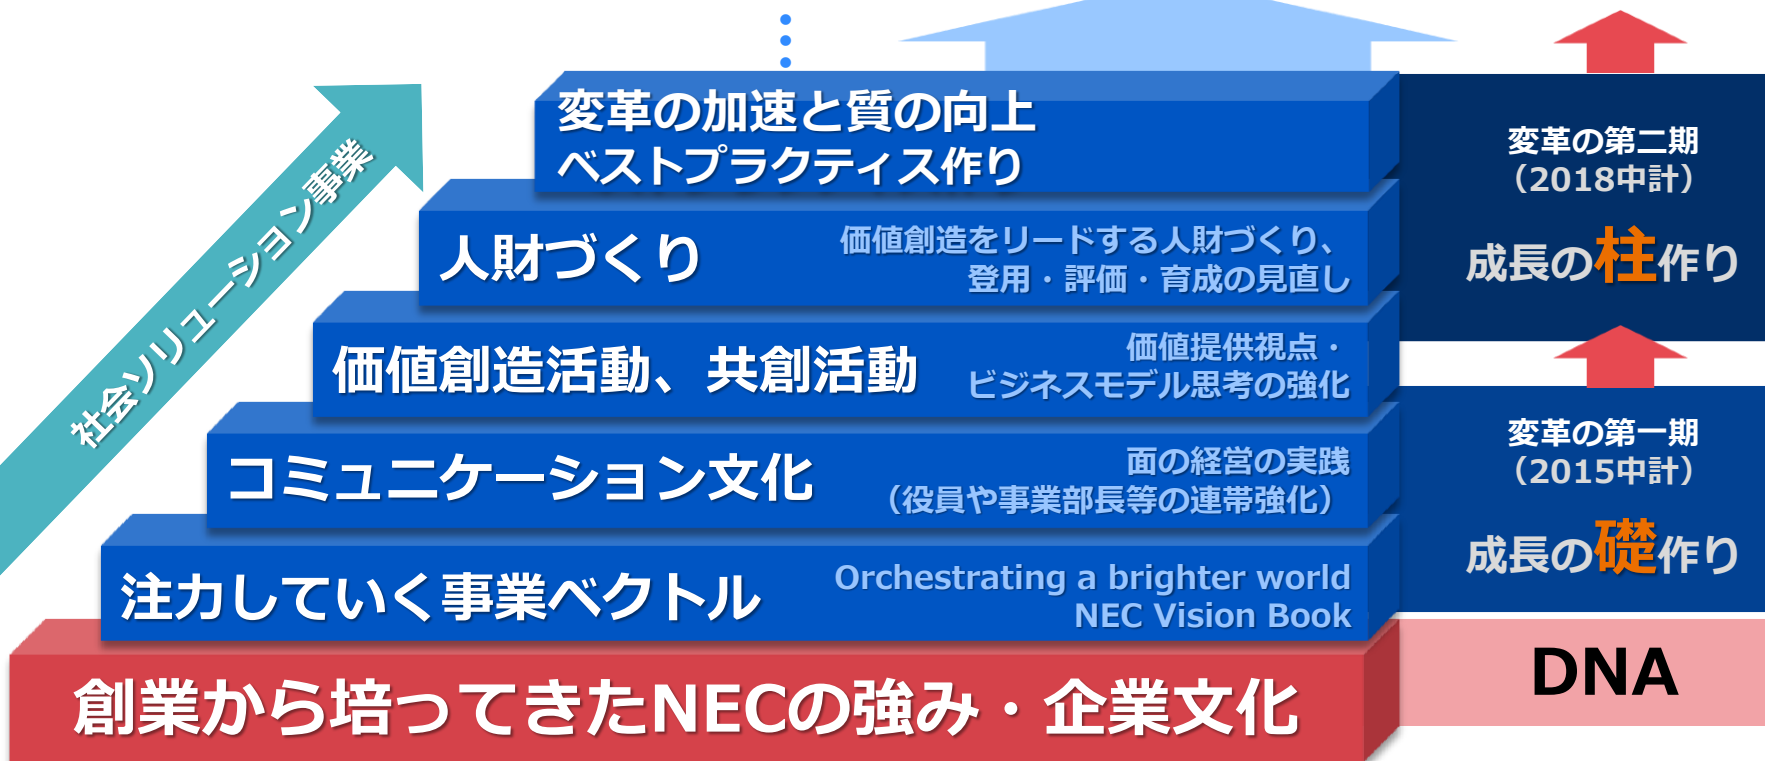 変革の加速と質の向上
ベストプラクティス作り
人財づくり
価値創造をリードする人財づくり、
登用・評価・育成の見直し
価値創造活動、共創活動
価値提供視点・
ビジネスモデル思考の強化
コミュニケーション文化
面の経営の実践
（役員や事業部長等の連帯強化）
注力していく事業ベクトル
Orchestrating a brighter world
NEC Vision Book
創業から培ってきたNECの強み・企業文化
社会ソリューション事業
変革の第二期
（2018中計）
成長の柱作り
変革の第一期
（2015中計）
成長の礎作り
DNA